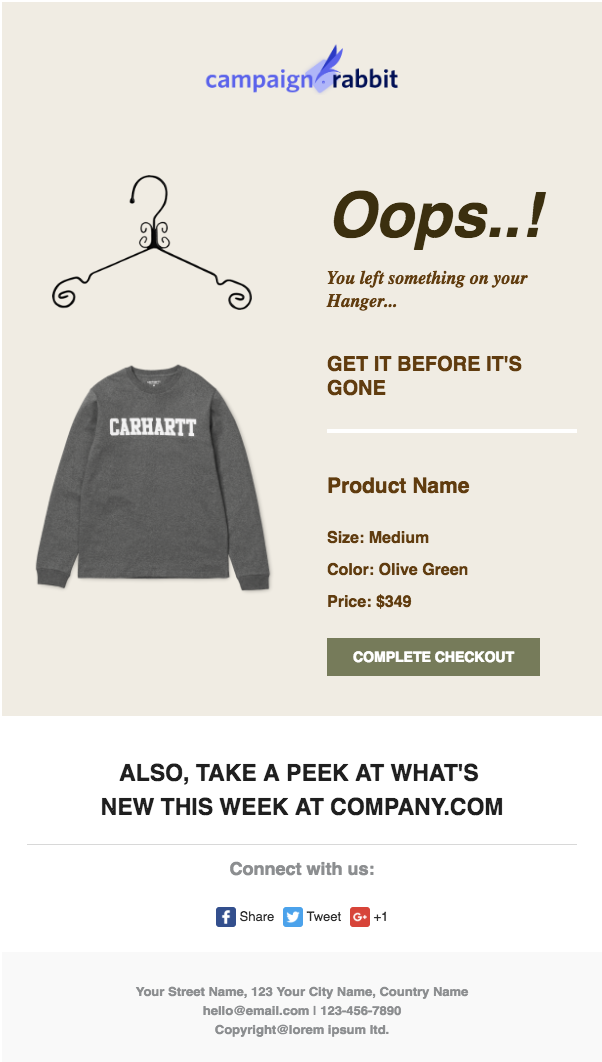 campaign rabbit
Oops..!
You left something on your
Hanger...
GET IT BEFORE IT'S
GONE
CARHARTT
Product Name
Size: Medium
Color: Olive Green
Price: $349
COMPLETE CHECKOUT
ALSO, TAKE A PEEK AT WHAT'S
NEW THIS WEEK AT COMPANY.COM
Connect with us:
Share Tweet G+ +1
Your Street Name, 123 Your City Name, Country Name
hello@email.com | 123-456-7890
Copyright@lorem ipsum ltd.